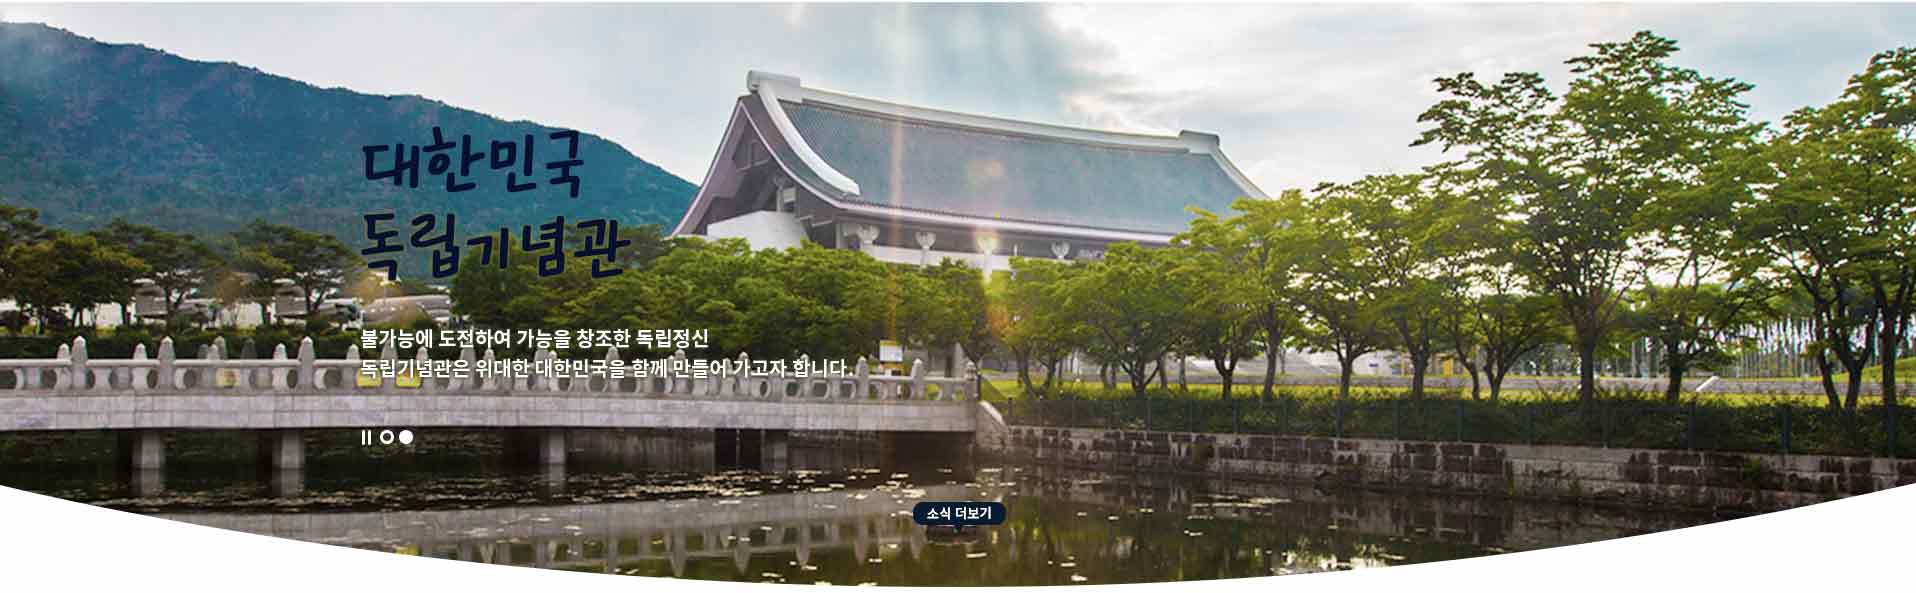 대한민국
독립기념관
불가능에 도전하여 가능을 창조한 독립정신
독립기념관은 위대한 대한민국을 함께 만들어 가고자 합니다.
소식 더보기